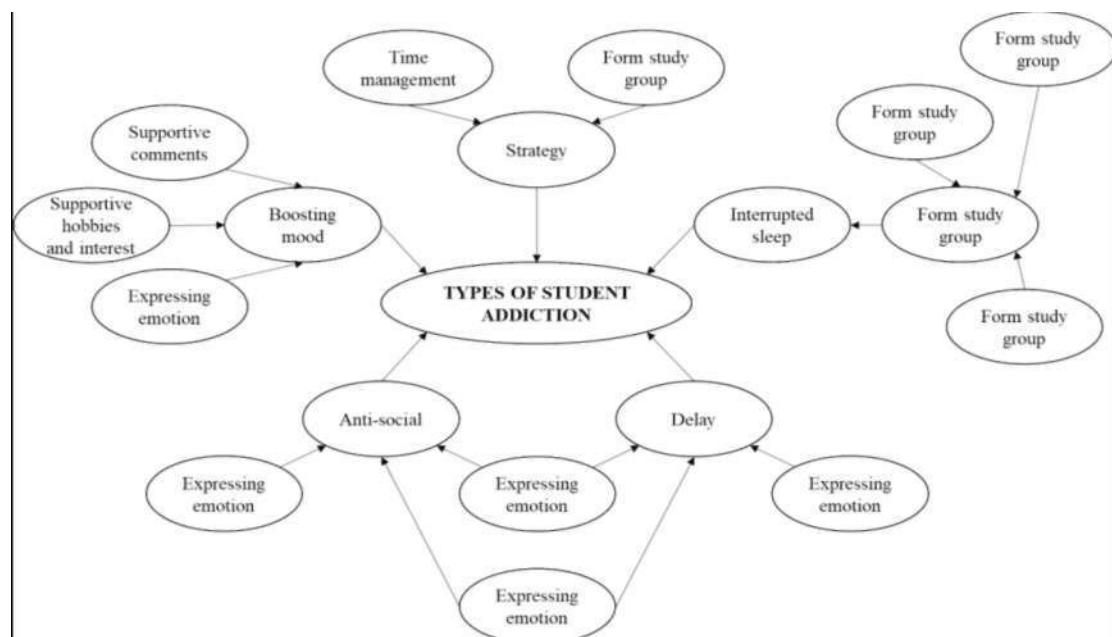 Form study
group
Time
management
Form study
group
Form study
group
Supportive
comments
Strategy
Supportive
hobbies
and interest
Boosting
mood
Interrupted
sleep
Form study
group
Expressing
emotion
TYPES OF STUDENT
ADDICTION
Form study
group
Anti-social
Delay
Expressing
emotion
Expressing
emotion
Expressing
emotion
Expressing
emotion